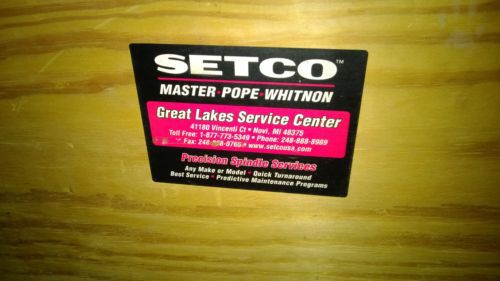 SETCO™
MASTER • POPE • WHITNON
Great Lakes Service Center
41180 Vincenti Ct • Novi, MI 48375
Toll Free: 1-877-773-5349 • Phone: 248-888-8989
Fax: www.setcousa.com
Precision Spindle Services
Any Make or Model • Quick Turnaround
Best Service • Predictive Maintenance Programs